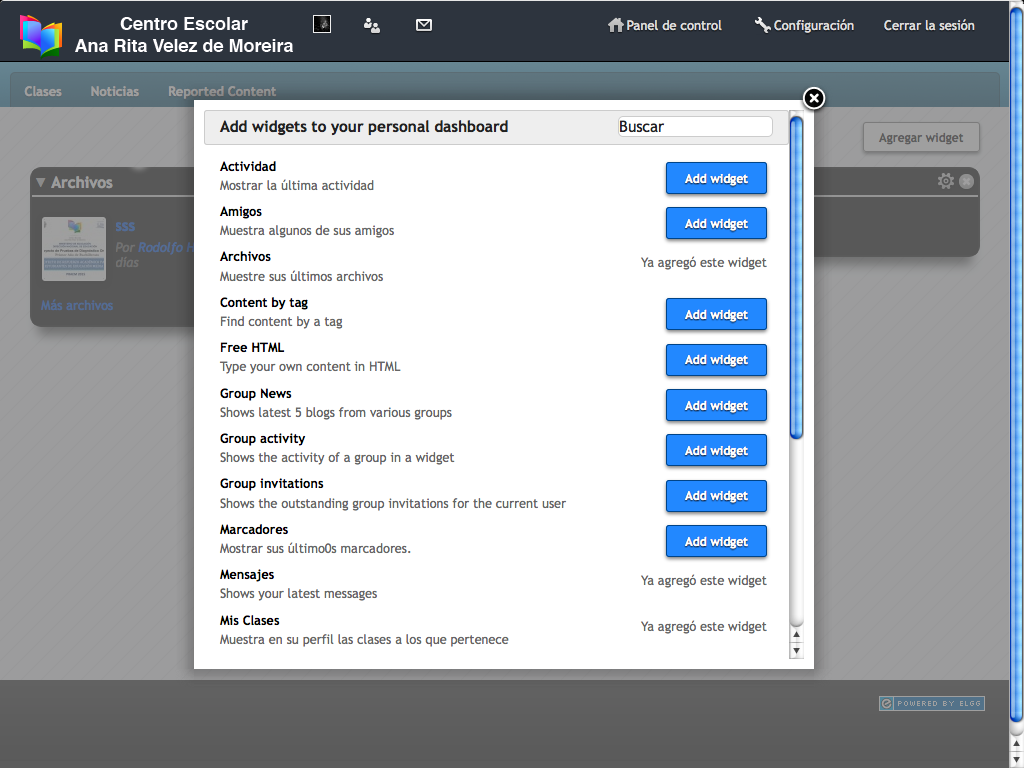 Centro Escolar
Ana Rita Velez de Moreira
Panel de control
Configuración
Cerrar la sesión
Clases
Noticias
Reported Content
Add widgets to your personal dashboard
Buscar
Agregar widget
Archivos
sss
Por Rodolfo H
días
Más archivos
Actividad
Mostrar la última actividad
Add widget
Amigos
Muestra algunos de sus amigos
Add widget
Archivos
Muestre sus últimos archivos
Ya agregó este widget
Content by tag
Find content by a tag
Add widget
Free HTML
Type your own content in HTML
Add widget
Group News
Shows latest 5 blogs from various groups
Add widget
Group activity
Shows the activity of a group in a widget
Add widget
Group invitations
Shows the outstanding group invitations for the current user
Add widget
Marcadores
Mostrar sus último0s marcadores.
Add widget
Mensajes
Shows your latest messages
Ya agregó este widget
Mis Clases
Muestra en su perfil las clases a los que pertenece
Ya agregó este widget
POWERED BY ELGG